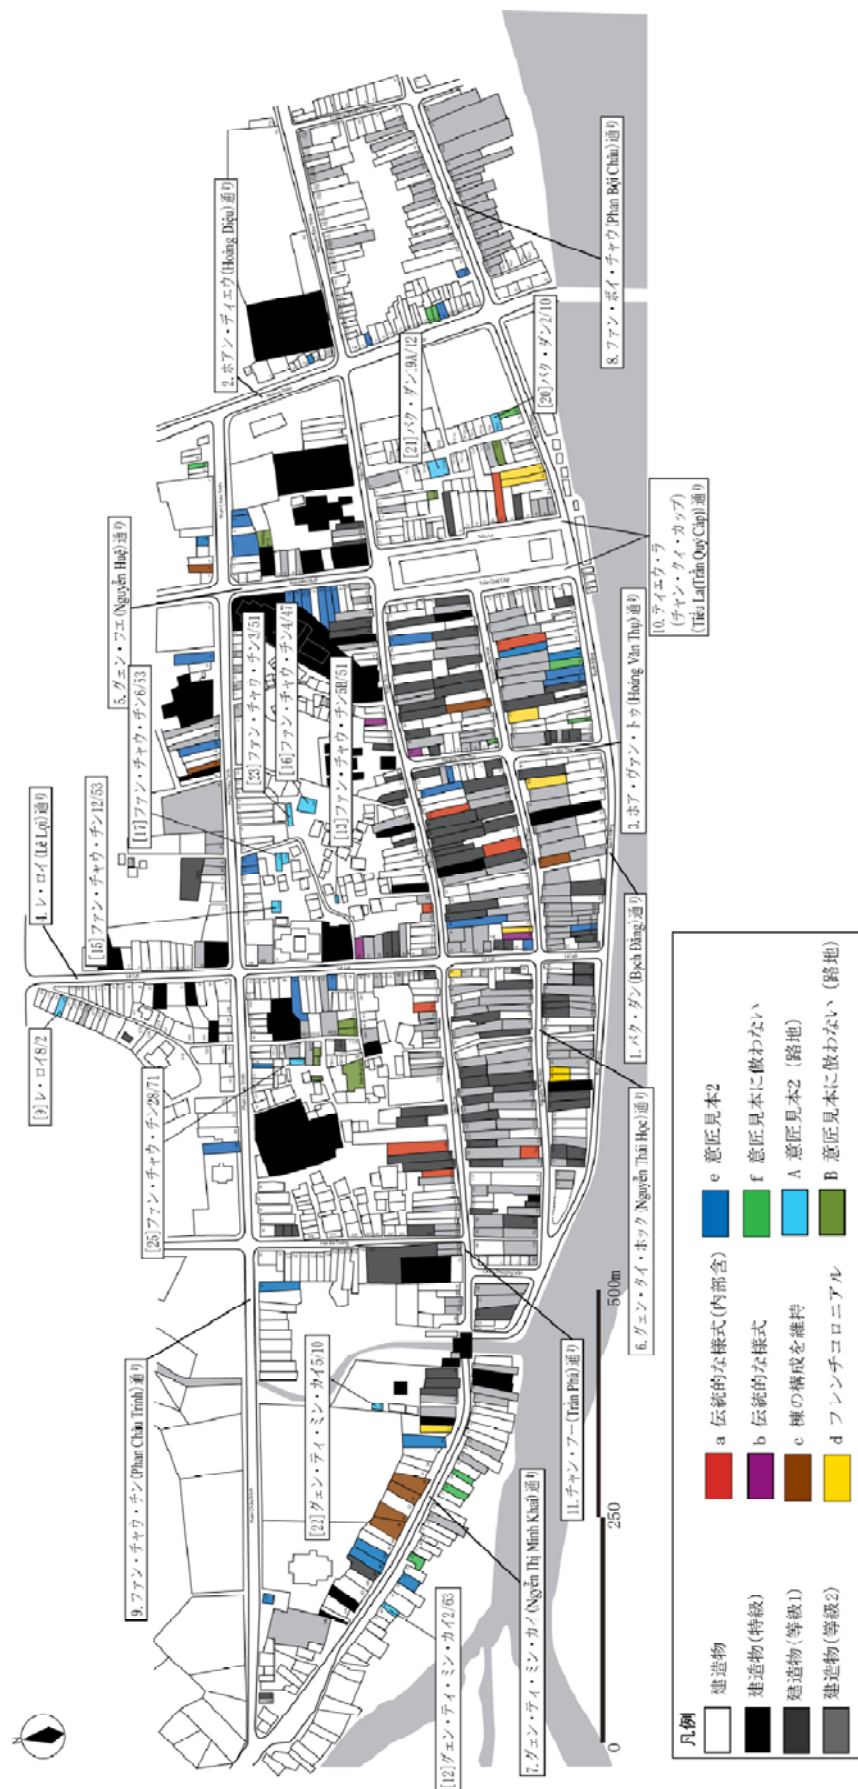 N
2. ホアン・ディエウ(Hoàng Diệu)通り
8. ファン・ボイ・チャウ(Phan Bội Châu)通り
[21]バク・ダン19A/12
[20]バク・ダン2/10
5. グェン・フエ(Nguyễn Huệ)通り
10. ティエウ・ラ
(チャン・クィ・カップ)
(Tiểu La(Trần Quý Cáp))通り
[17]ファン・チャウ・チン6/53
[23]ファン・チャウ・チン3/51
[16]ファン・チャウ・チン4/47
[13]ファン・チャウ・チン5B/51
3. ホア・ヴァン・トゥ(Hoàng Văn Thụ)通り
4. レ・ロイ(Lê Lợi)通り
[15]ファン・チャウ・チン12/53
1. バク・ダン(Bạch Đằng)通り
[9]レ・ロイ8/2
[25]ファン・チャウ・チン28/71
6. グェン・タイ・ホック(Nguyễn Thái Học)通り
9. ファン・チャウ・チン(Phan Châu Trinh)通り
[22]グェン・ティ・ミン・カイ5/10
11. チャン・フー(Trần Phú)通り
[12]グェン・ティ・ミン・カイ2/63
7. グェン・ティ・ミン・カイ(Nguyễn Thị Minh Khai)通り
0
250
500m
凡例
建造物
建造物(特級)
建造物(等級1)
建造物(等級2)
a 伝統的な様式(内部含)
b 伝統的な様式
c 棟の構成を維持
d フレンチコロニアル
e 意匠見本2
f 意匠見本に倣わない
A 意匠見本2 (路地)
B 意匠見本に倣わない (路地)